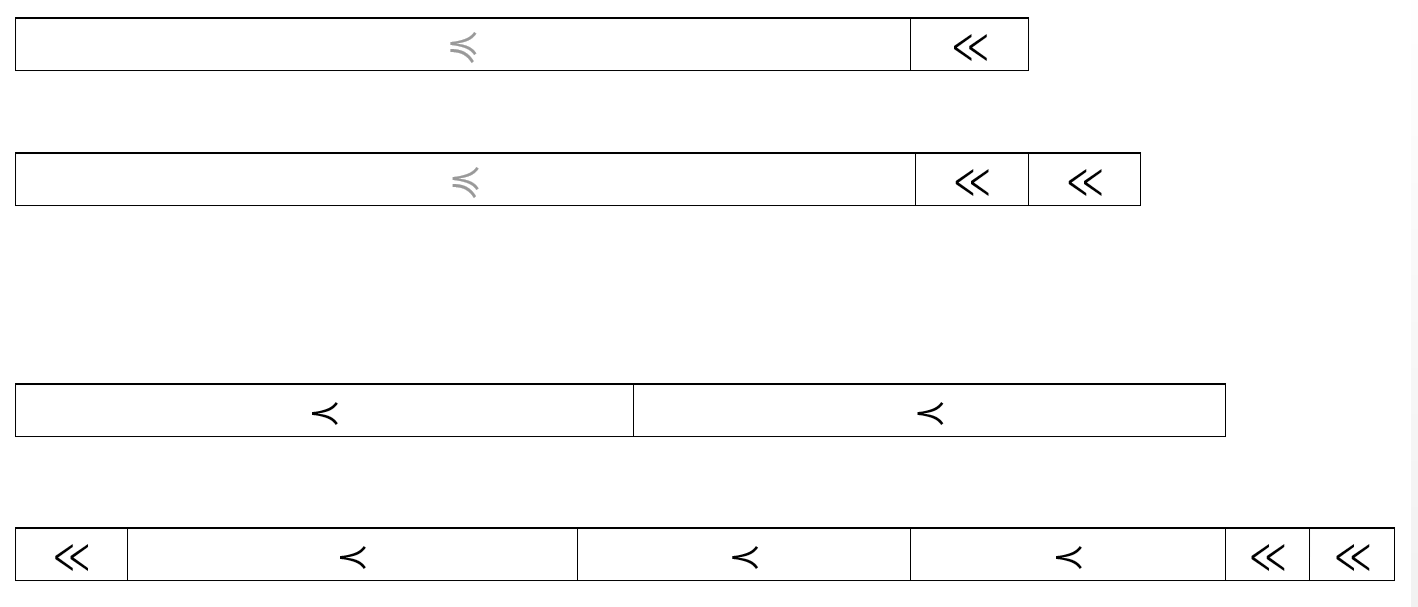 ≼ ≪
≼ ≪ ≪
≺ ≺
≪ ≺ ≺ ≺ ≪ ≪